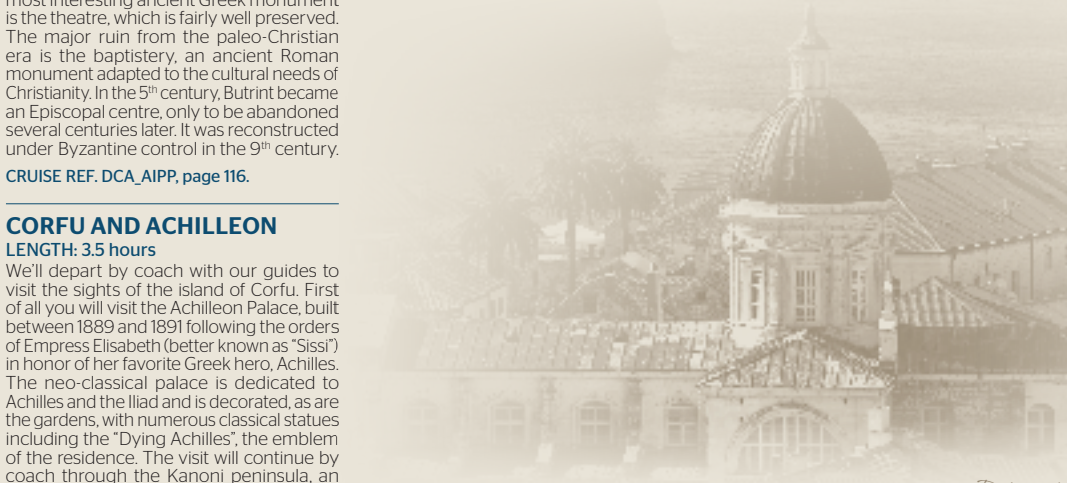 most interesting ancient Greek monument
is the theatre, which is fairly well preserved.
The major ruin from the paleo-Christian
era is the baptistery, an ancient Roman
monument adapted to the cultural needs of
Christianity. In the 5th century, Butrint became
an Episcopal centre, only to be abandoned
several centuries later. It was reconstructed
under Byzantine control in the 9th century.
CRUISE REF. DCA_AIPP, page 116.
CORFU AND ACHILLEON
LENGTH: 3.5 hours
We’ll depart by coach with our guides to
visit the sights of the island of Corfu. First
of all you will visit the Achilleon Palace, built
between 1889 and 1891 following the orders
of Empress Elisabeth (better known as “Sissi”)
in honor of her favorite Greek hero, Achilles.
The neo-classical palace is dedicated to
Achilles and the Iliad and is decorated, as are
the gardens, with numerous classical statues
including the “Dying Achilles”, the emblem
of the residence. The visit will continue by
coach through the Kanoni peninsula, an